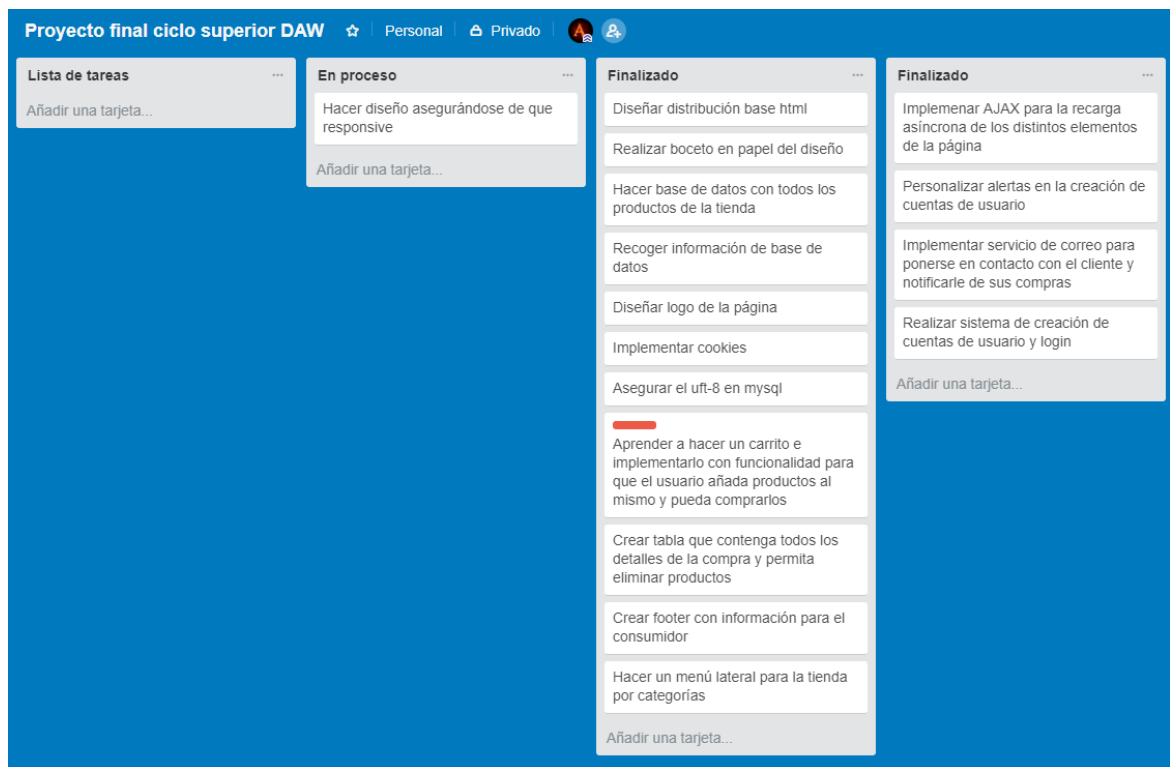 Proyecto final ciclo superior DAW
Personal
Privado
Lista de tareas
Añadir una tarjeta...
En proceso
Hacer diseño asegurándose de que
responsive
Añadir una tarjeta...
Finalizado
Diseñar distribución base html
Realizar boceto en papel del diseño
Hacer base de datos con todos los
productos de la tienda
Recoger información de base de
datos
Diseñar logo de la página
Implementar cookies
Asegurar el uft-8 en mysql
Aprender a hacer un carrito e
implementarlo con funcionalidad para
que el usuario añada productos al
mismo y pueda comprarlos
Crear tabla que contenga todos los
detalles de la compra y permita
eliminar productos
Crear footer con información para el
consumidor
Hacer un menú lateral para la tienda
por categorías
Añadir una tarjeta...
Finalizado
Implemenar AJAX para la recarga
asíncrona de los distintos elementos
de la página
Personalizar alertas en la creación de
cuentas de usuario
Implementar servicio de correo para
ponerse en contacto con el cliente y
notificarle de sus compras
Realizar sistema de creación de
cuentas de usuario y login
Añadir una tarjeta...